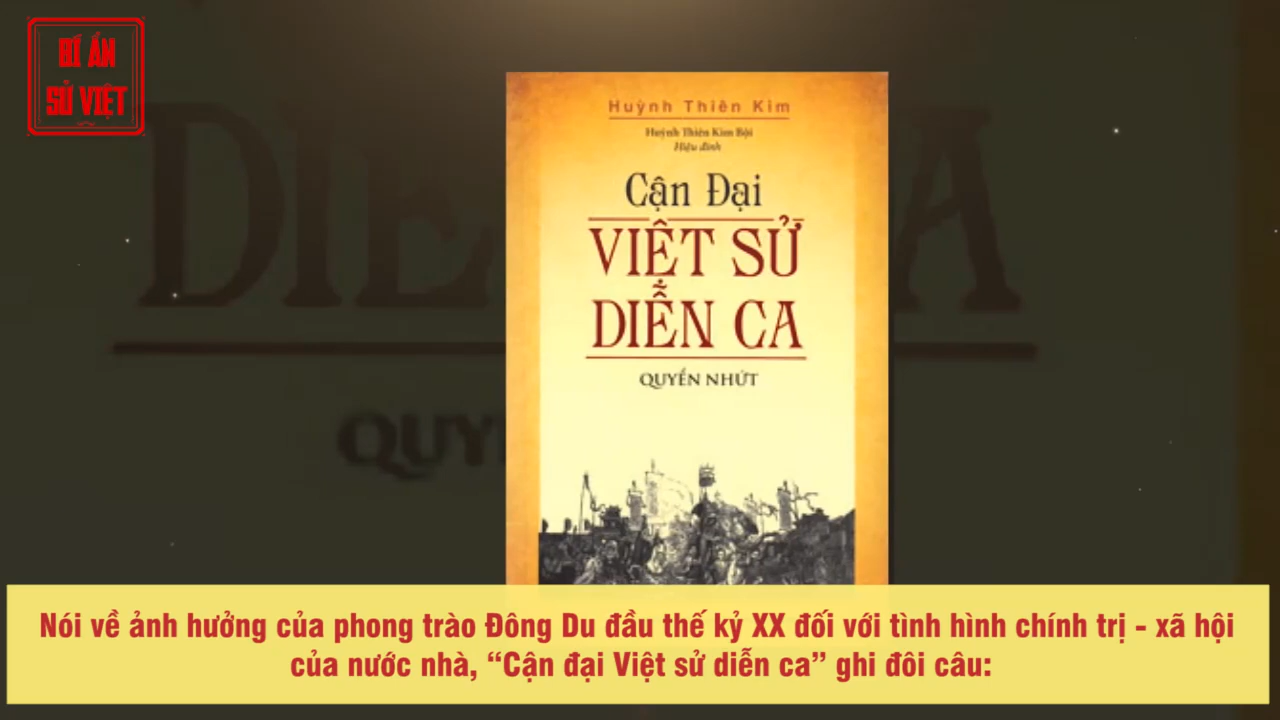 BÍ ẨN
SỬ VIỆT
Huỳnh Thiên Kim
Huỳnh Thiên Kim Bội
Hiệu đính
Cận Đại
VIỆT SỬ
DIỄN CA
QUYỂN NHỨT
Nói về ảnh hưởng của phong trào Đông Du đầu thế kỷ XX đối với tình hình chính trị - xã hội
của nước nhà, “Cận đại Việt sử diễn ca” ghi đôi câu: